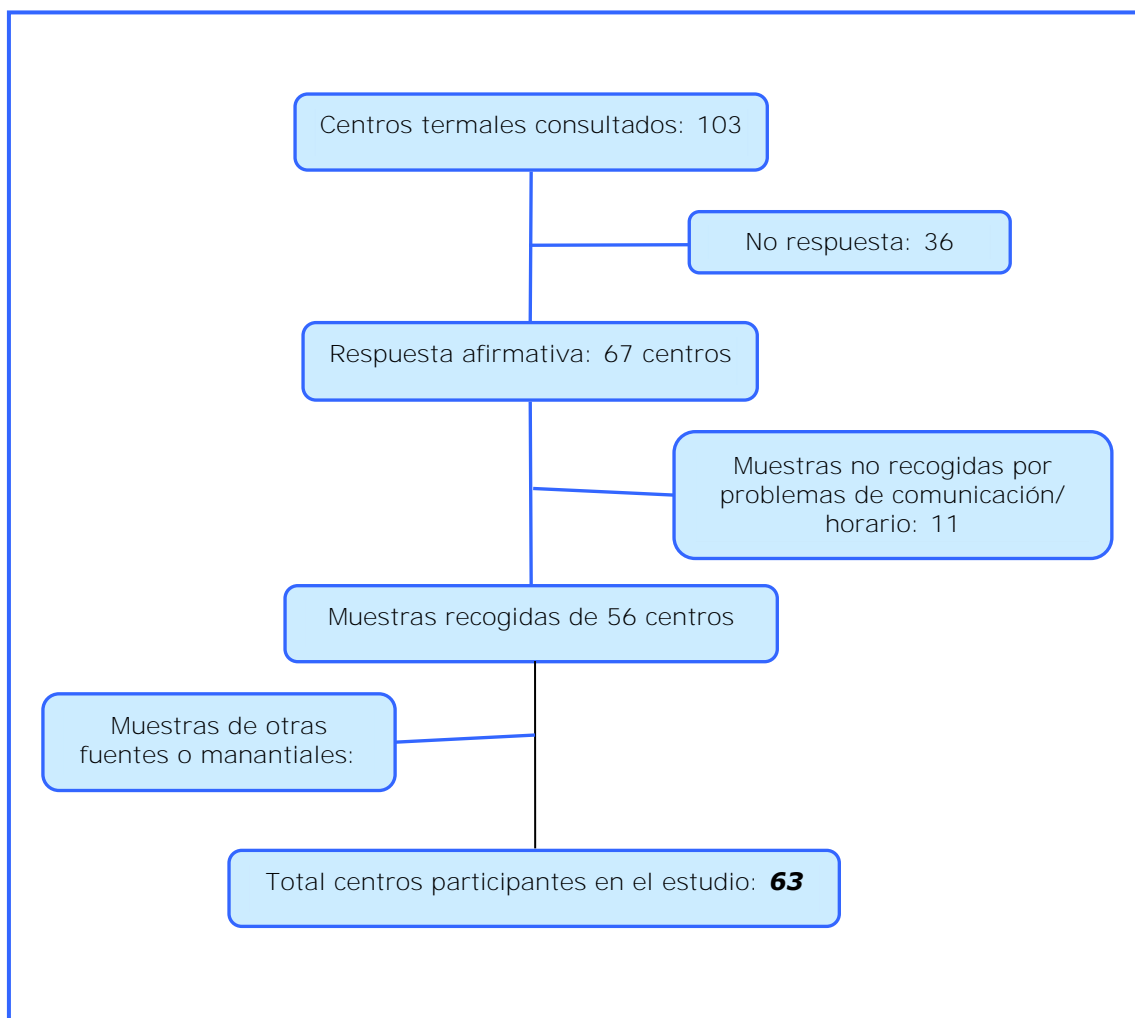 Centros termales consultados: 103
No respuesta: 36
Respuesta afirmativa: 67 centros
Muestras no recogidas por
problemas de comunicación/
horario: 11
Muestras recogidas de 56 centros
Muestras de otras
fuentes o manantiales:
Total centros participantes en el estudio: 63